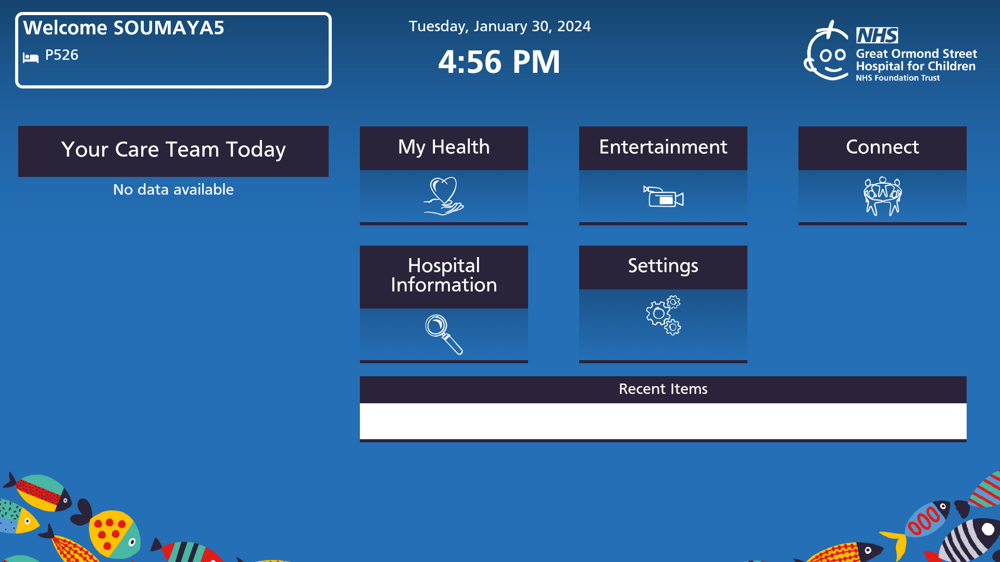 Welcome SOUMAYA5
P526
Tuesday, January 30, 2024
4:56 PM
NHS
Great Ormond Street
Hospital for Children
NHS Foundation Trust
Your Care Team Today
No data available
My Health
Entertainment
Connect
Hospital
Information
Settings
Recent Items